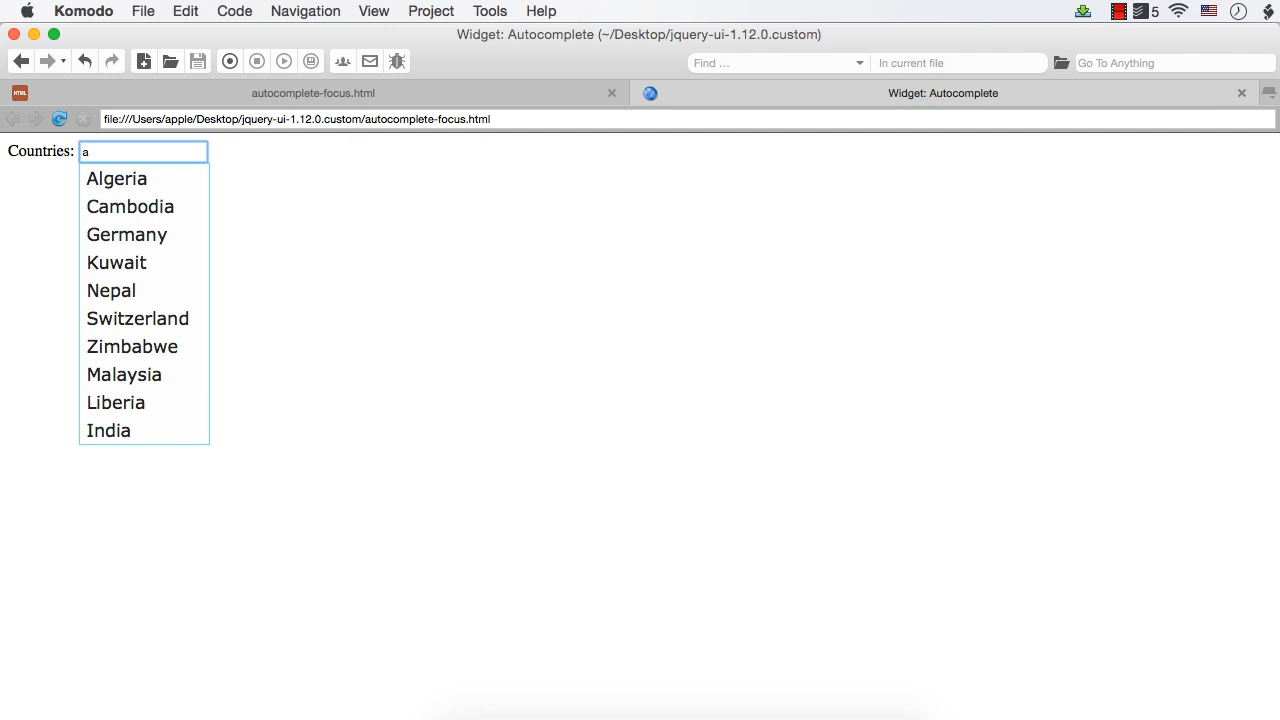 Komodo File Edit Code Navigation View Project Tools Help 5
Widget: Autocomplete (~/Desktop/jquery-ui-1.12.0.custom)
Find ... In current file Go To Anything
HTML autocomplete-focus.html Widget: Autocomplete
file:///Users/apple/Desktop/jquery-ui-1.12.0.custom/autocomplete-focus.html
Countries: a
Algeria
Cambodia
Germany
Kuwait
Nepal
Switzerland
Zimbabwe
Malaysia
Liberia
India